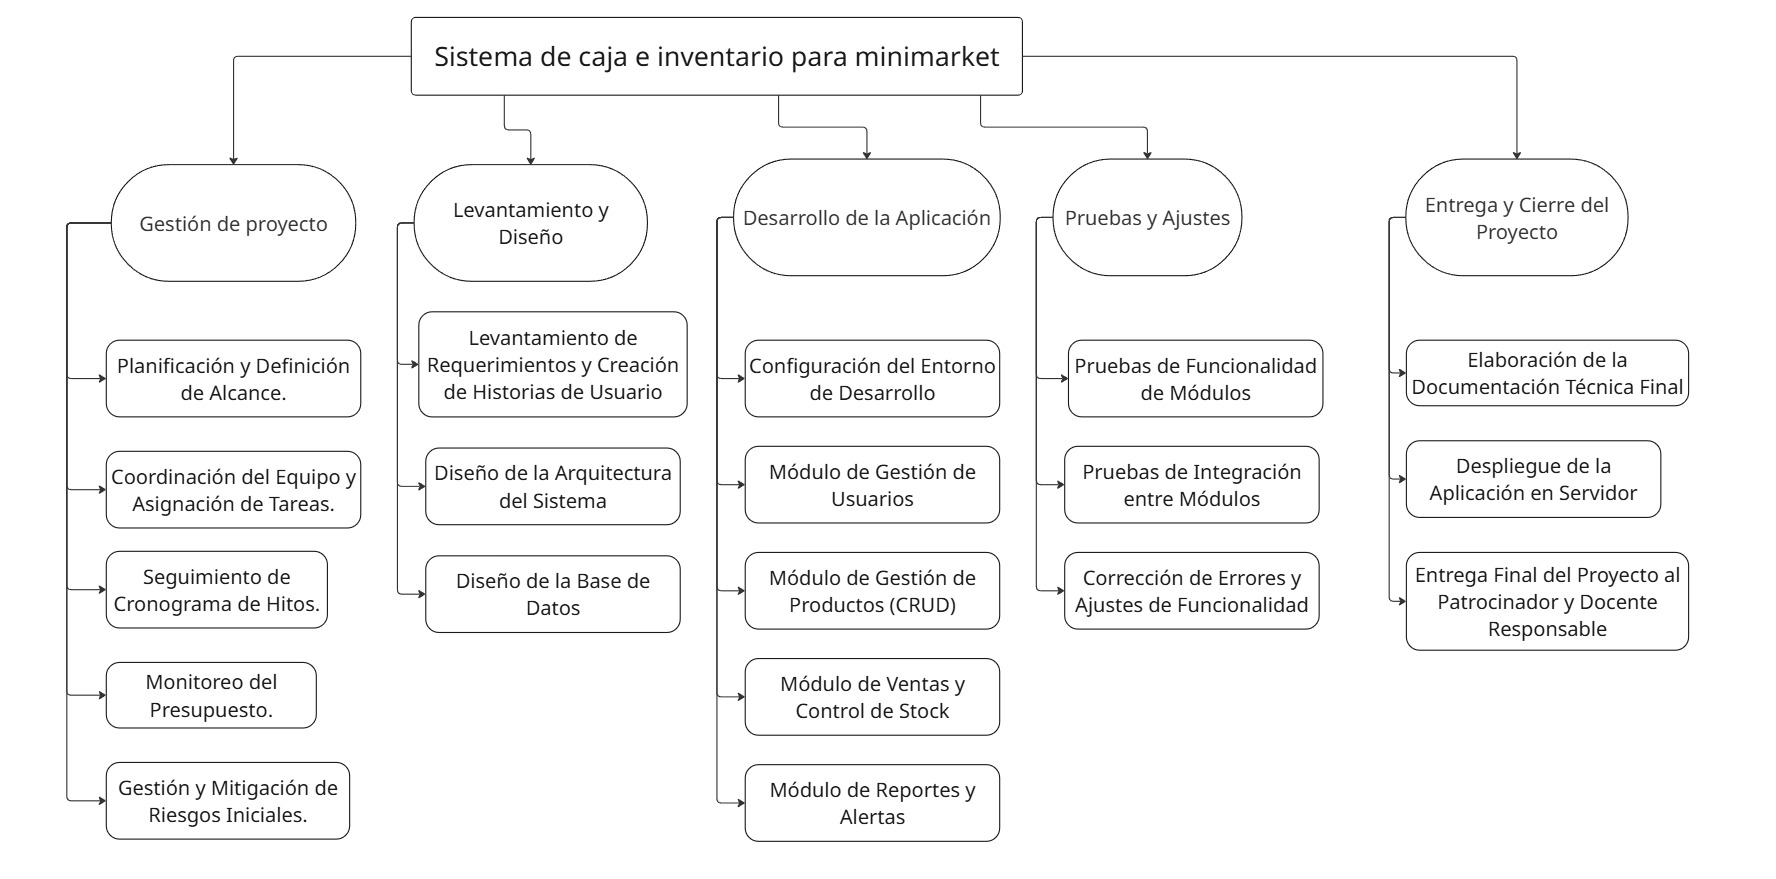 Sistema de caja e inventario para minimarket
Gestión de proyecto
Planificación y Definición
de Alcance.
Coordinación del Equipo y
Asignación de Tareas.
Seguimiento de
Cronograma de Hitos.
Monitoreo del
Presupuesto.
Gestión y Mitigación de
Riesgos Iniciales.
Levantamiento y
Diseño
Levantamiento de
Requerimientos y Creación
de Historias de Usuario
Diseño de la Arquitectura
del Sistema
Diseño de la Base de
Datos
Desarrollo de la Aplicación
Configuración del Entorno
de Desarrollo
Módulo de Gestión de
Usuarios
Módulo de Gestión de
Productos (CRUD)
Módulo de Ventas y
Control de Stock
Módulo de Reportes y
Alertas
Pruebas y Ajustes
Pruebas de Funcionalidad
de Módulos
Pruebas de Integración
entre Módulos
Corrección de Errores y
Ajustes de Funcionalidad
Entrega y Cierre del
Proyecto
Elaboración de la
Documentación Técnica Final
Despliegue de la
Aplicación en Servidor
Entrega Final del Proyecto al
Patrocinador y Docente
Responsable